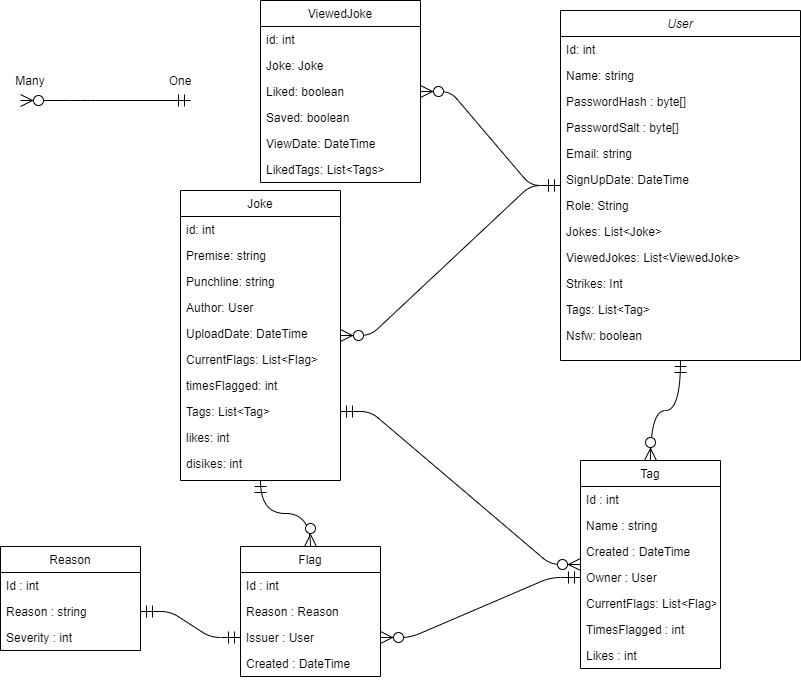 Many
One
ViewedJoke
id: int
Joke: Joke
Liked: boolean
Saved: boolean
ViewDate: DateTime
LikedTags: List<Tags>
User
Id: int
Name: string
PasswordHash : byte[]
PasswordSalt : byte[]
Email: string
SignUpDate: DateTime
Role: String
Jokes: List<Joke>
ViewedJokes: List<ViewedJoke>
Strikes: Int
Tags: List<Tag>
Nsfw: boolean
Joke
id: int
Premise: string
Punchline: string
Author: User
UploadDate: DateTime
CurrentFlags: List<Flag>
timesFlagged: int
Tags: List<Tag>
likes: int
disikes: int
Reason
Id : int
Reason : string
Severity : int
Flag
Id : int
Reason : Reason
Issuer : User
Created : DateTime
Tag
Id : int
Name : string
Created : DateTime
Owner : User
CurrentFlags: List<Flag>
TimesFlagged : int
Likes : int